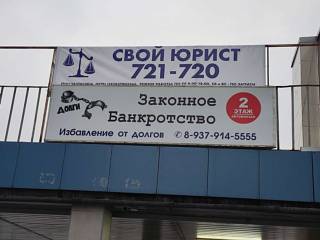 СВОЙ ЮРИСТ
721-720
ДОЛГИ
Законное
Банкротство
2
ЭТАЖ
Избавление от долгов
8-937-914-5555